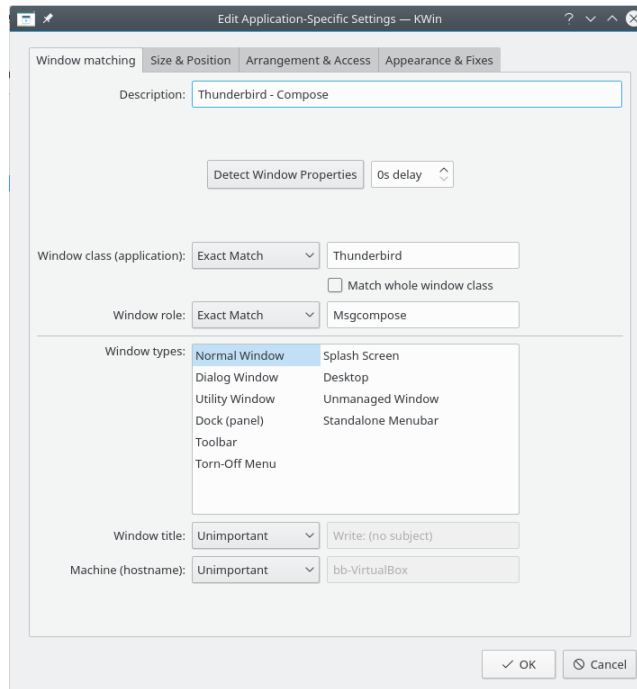 Edit Application-Specific Settings — KWin
Window matching Size & Position Arrangement & Access Appearance & Fixes
Description: Thunderbird - Compose
Detect Window Properties 0s delay
Window class (application): Exact Match Thunderbird
Match whole window class
Window role: Exact Match Msgcompose
Window types: Normal Window Splash Screen
Dialog Window Desktop
Utility Window Unmanaged Window
Dock (panel) Standalone Menubar
Toolbar
Torn-Off Menu
Window title: Unimportant Write: (no subject)
Machine (hostname): Unimportant bb-VirtualBox
OK Cancel